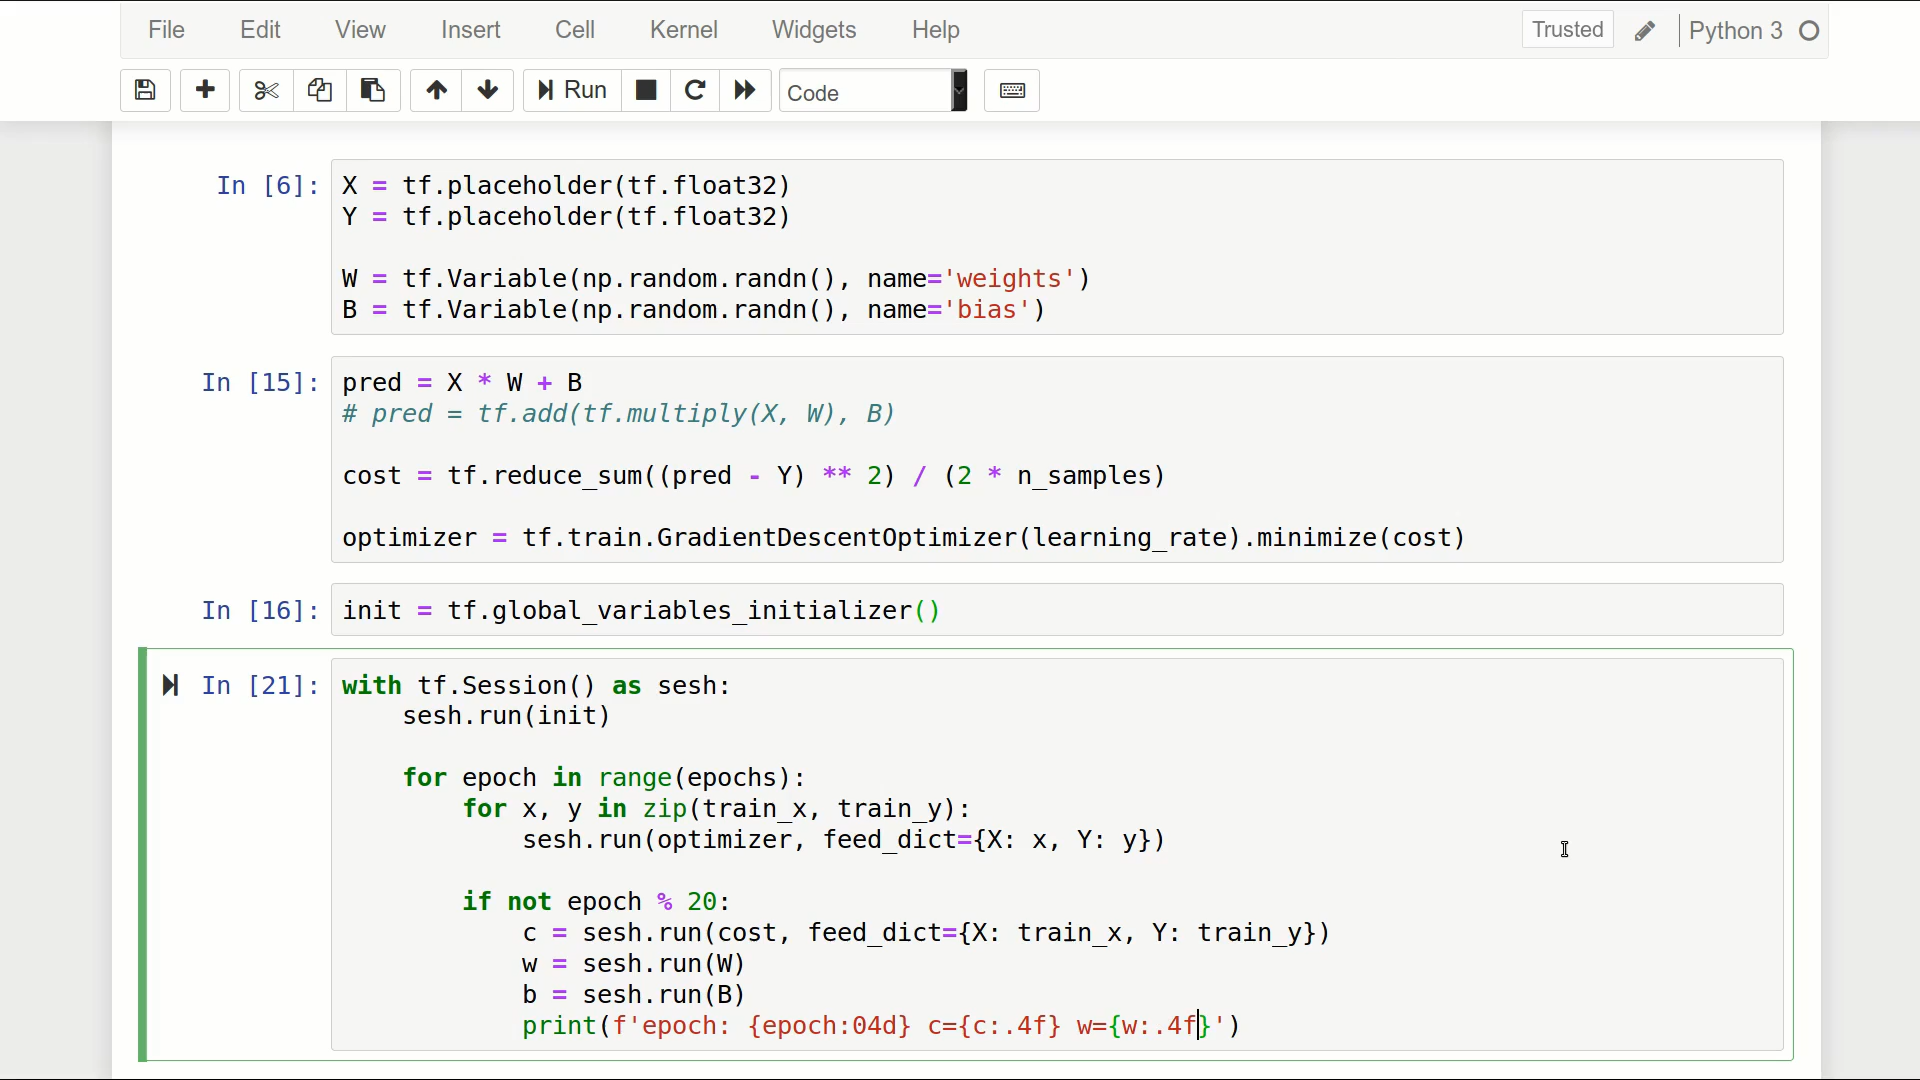 File Edit View Insert Cell Kernel Widgets Help Trusted Python 3
Run Code
In [6]: X = tf.placeholder(tf.float32)
Y = tf.placeholder(tf.float32)
W = tf.Variable(np.random.randn(), name='weights')
B = tf.Variable(np.random.randn(), name='bias')
In [15]: pred = X * W + B
# pred = tf.add(tf.multiply(X, W), B)
cost = tf.reduce_sum((pred - Y) ** 2) / (2 * n_samples)
optimizer = tf.train.GradientDescentOptimizer(learning_rate).minimize(cost)
In [16]: init = tf.global_variables_initializer()
In [21]: with tf.Session() as sesh:
    sesh.run(init)
    for epoch in range(epochs):
        for x, y in zip(train_x, train_y):
            sesh.run(optimizer, feed_dict={X: x, Y: y})
        if not epoch % 20:
            c = sesh.run(cost, feed_dict={X: train_x, Y: train_y})
            w = sesh.run(W)
            b = sesh.run(B)
            print(f'epoch: {epoch:04d} c={c:.4f} w={w:.4f}')